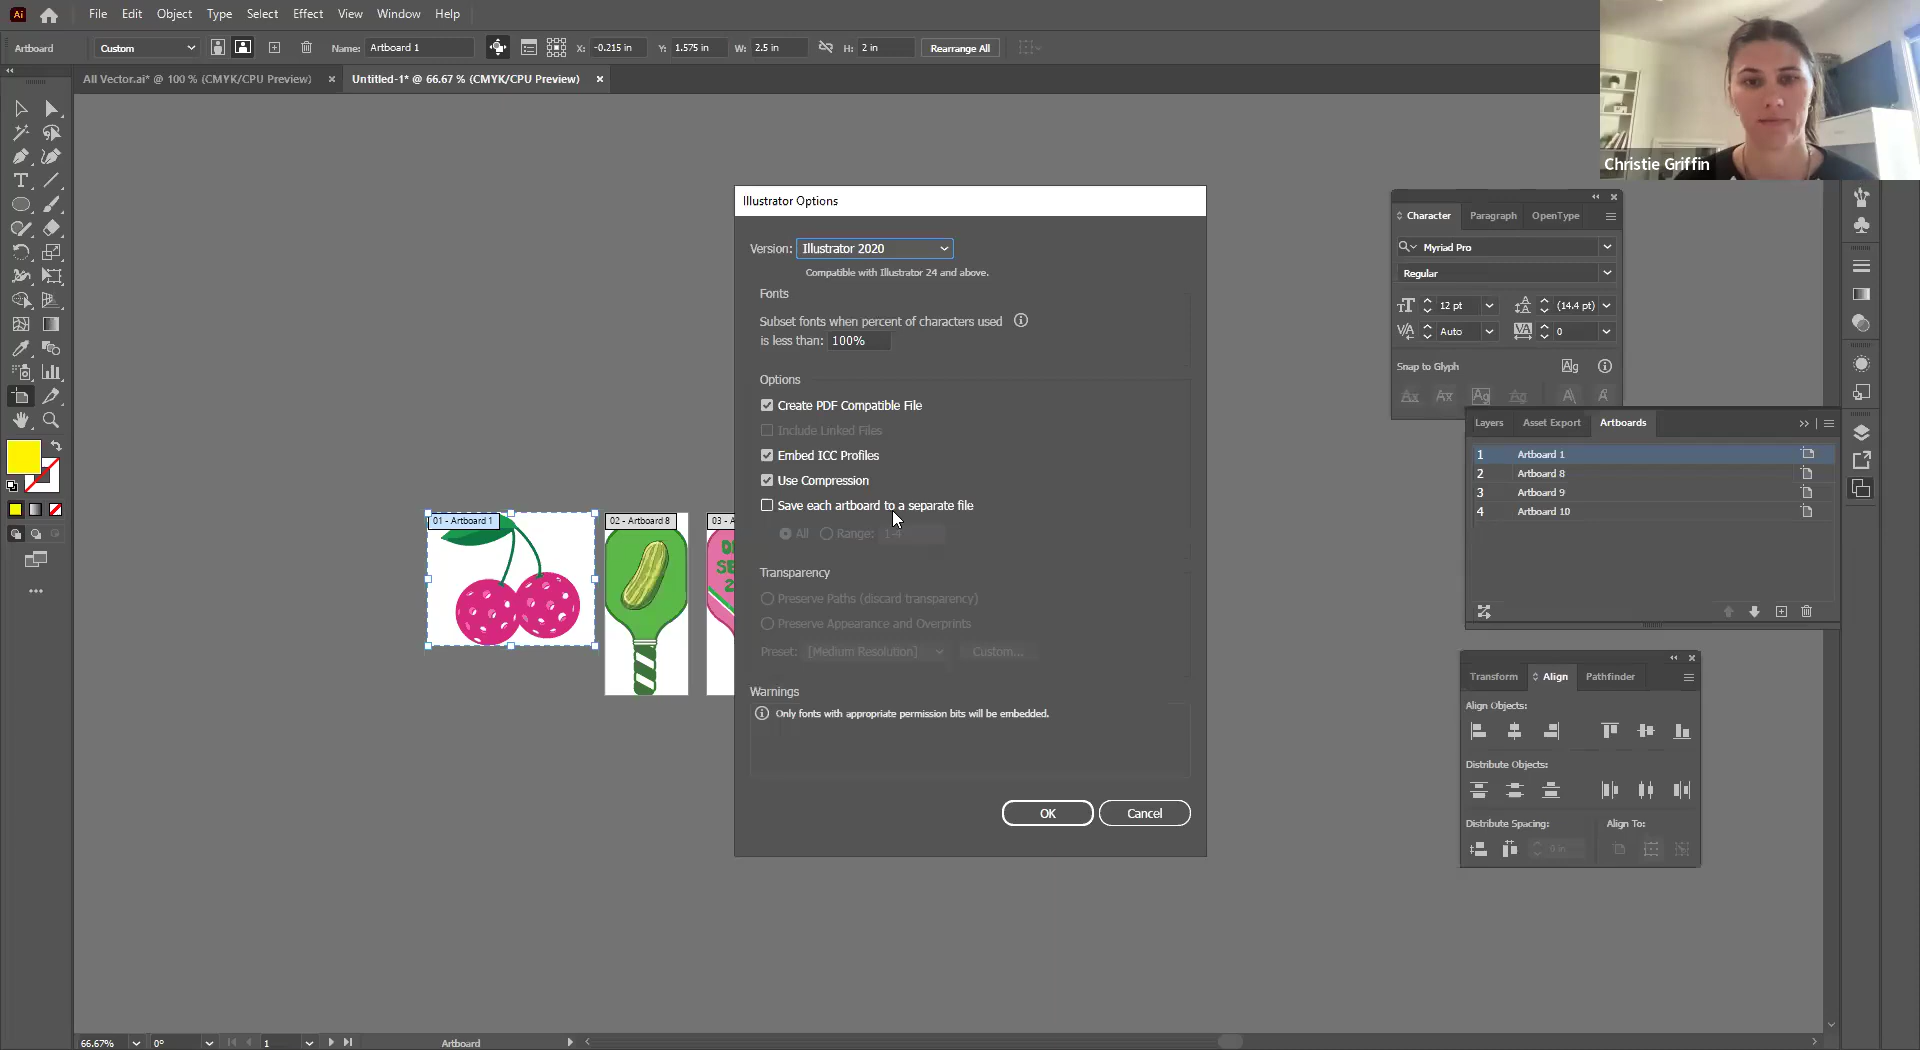 Ai File Edit Object Type Select Effect View Window Help
Artboard Custom Name: Artboard 1 X: -0.215 in Y: 1.575 in W: 2.5 in H: 2 in Rearrange All
All Vector.ai* @ 100 % (CMYK/CPU Preview) × Untitled-1* @ 66.67 % (CMYK/CPU Preview) ×
Christie Griffin
Illustrator Options
Version: Illustrator 2020
Compatible with Illustrator 24 and above.
Fonts
Subset fonts when percent of characters used
is less than: 100%
Options
Create PDF Compatible File
Include Linked Files
Embed ICC Profiles
Use Compression
Save each artboard to a separate file
All Range: 1-4
Transparency
Preserve Paths (discard transparency)
Preserve Appearance and Overprints
Preset: [Medium Resolution] Custom...
Warnings
Only fonts with appropriate permission bits will be embedded.
OK Cancel
01 - Artboard 1
02 - Artboard 8
03 - A
Character Paragraph OpenType
Myriad Pro
Regular
12 pt (14.4 pt)
Auto 0
Snap to Glyph
Layers Asset Export Artboards
1 Artboard 1
2 Artboard 8
3 Artboard 9
4 Artboard 10
Transform Align Pathfinder
Align Objects:
Distribute Objects:
Distribute Spacing: Align To:
0 in
66.67% 0° 1 Artboard